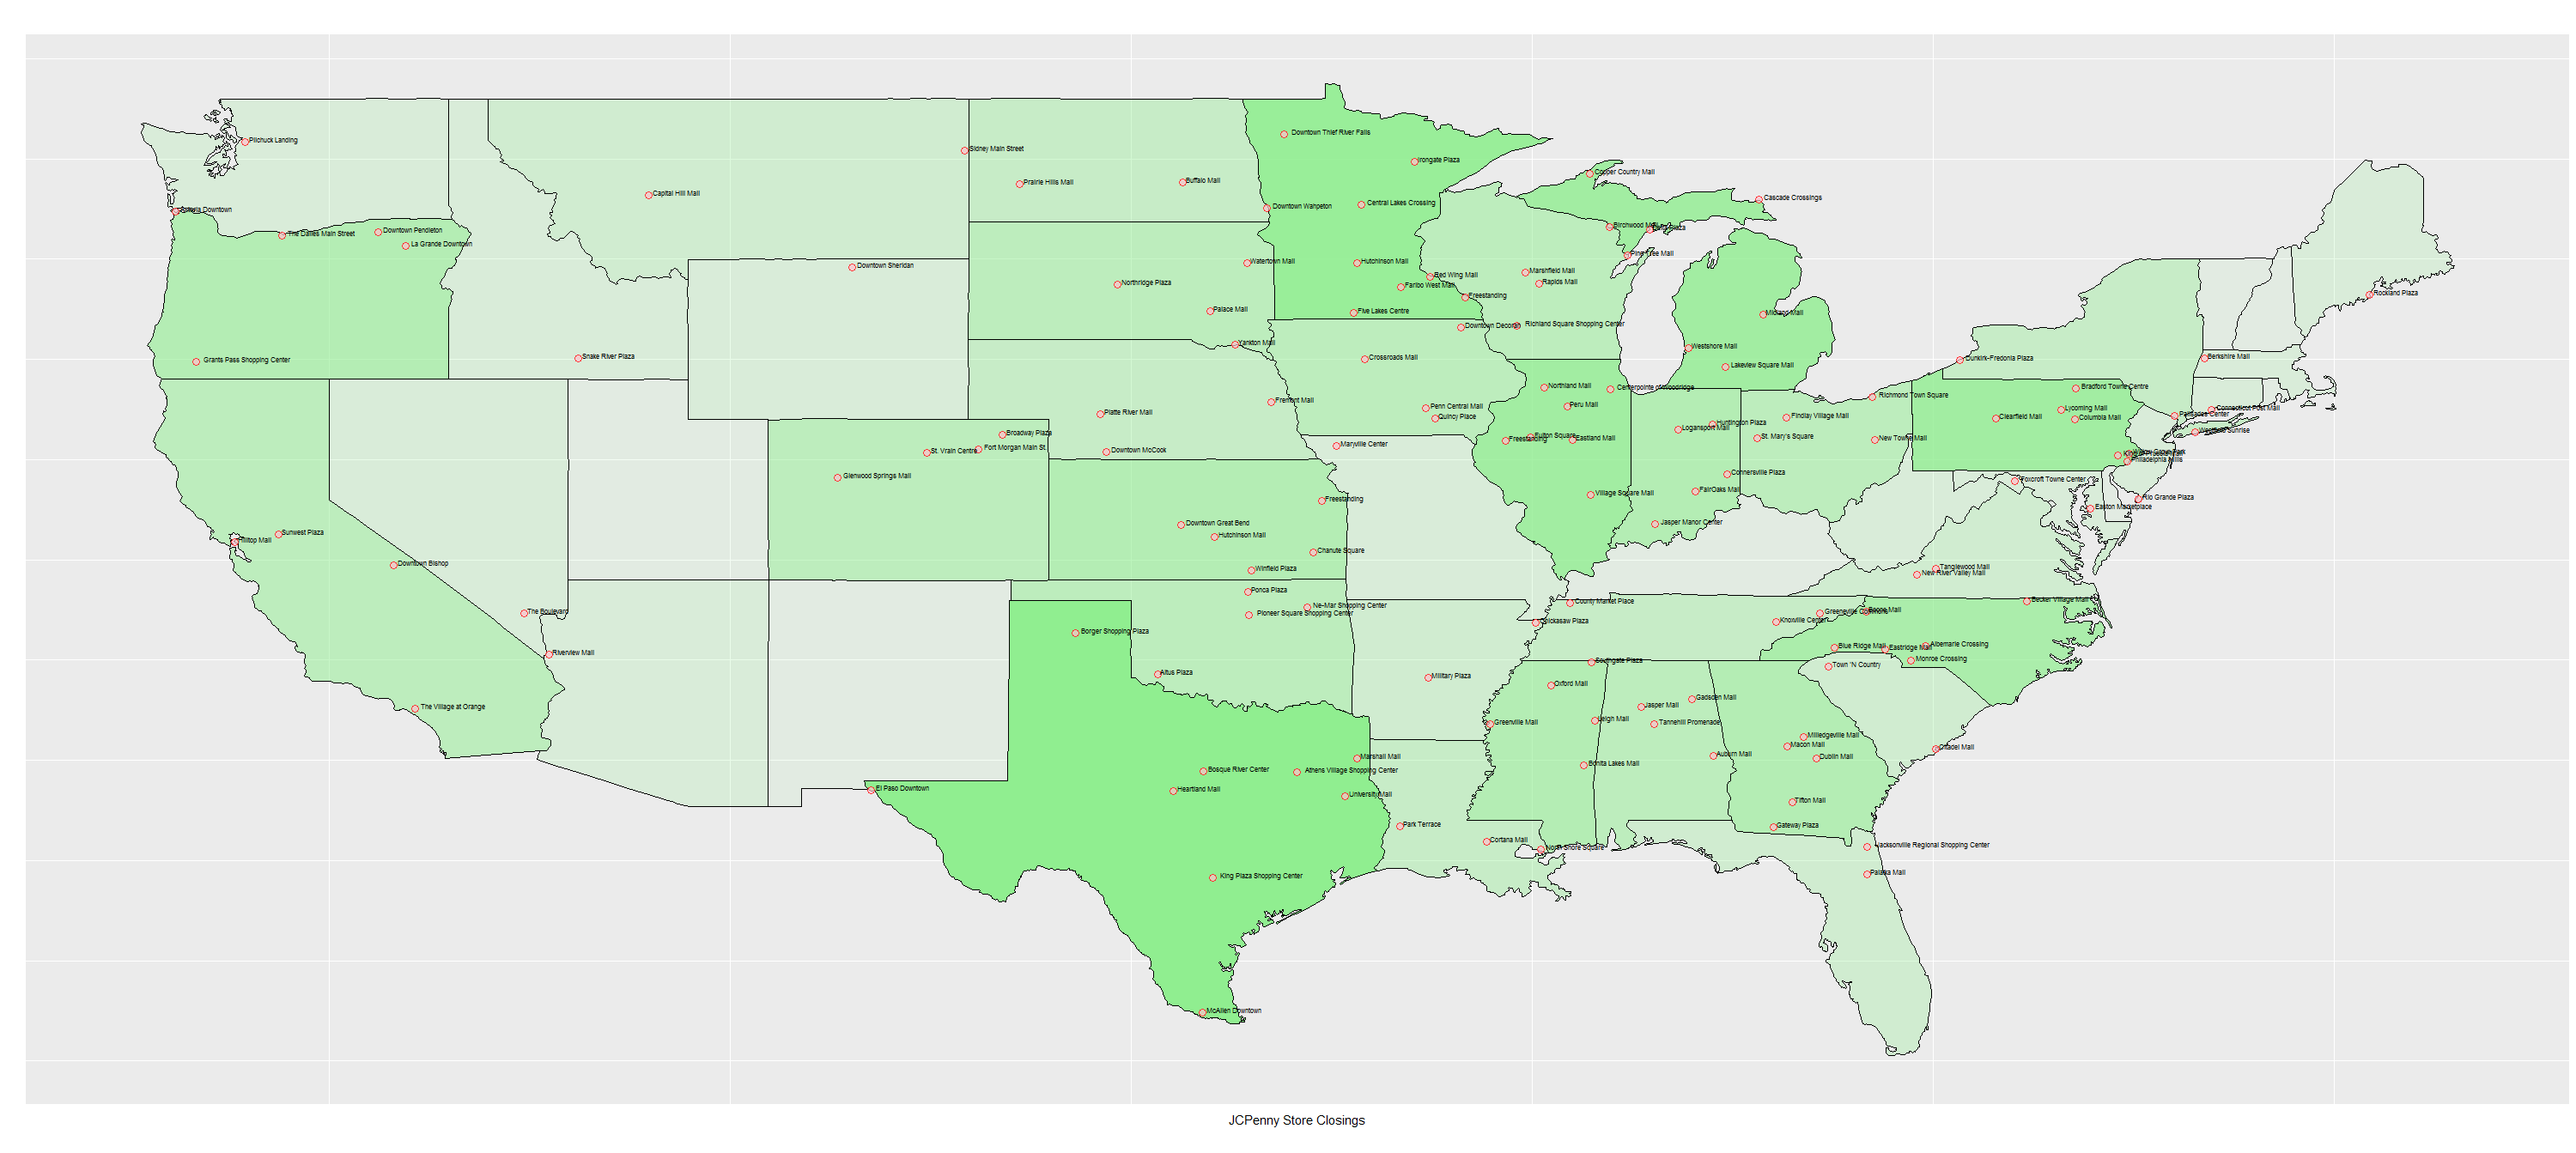 Pilchuck Landing
Downtown Thief River Falls
Sidney Main Street
Irongate Plaza
Copper Country Mall
Prairie Hills Mall
Buffalo Mall
Capital Hill Mall
Cascade Crossings
Central Lakes Crossing
Downtown Wahpeton
Astoria Downtown
Birchwood Mall
Delta Plaza
Downtown Pendleton
The Dalles Main Street
La Grande Downtown
Pine Tree Mall
Watertown Mall
Hutchinson Mall
Downtown Sheridan
Marshfield Mall
Red Wing Mall
Rapids Mall
Northridge Plaza
Faribo West Mall
Rockland Plaza
Freestanding
Palace Mall
Five Lakes Centre
Midland Mall
Downtown Decorah
Richland Square Shopping Center
Yankton Mall
Westshore Mall
Snake River Plaza
Crossroads Mall
Dunkirk-Fredonia Plaza
Berkshire Mall
Grants Pass Shopping Center
Lakeview Square Mall
Northland Mall
Centerpointe of Woodridge
Bradford Towne Centre
Richmond Town Square
Fremont Mall
Peru Mall
Penn Central Mall
Lycoming Mall
Connecticut Post Mall
Platte River Mall
Palisades Center
Quincy Place
Findlay Village Mall
Clearfield Mall
Columbia Mall
Huntington Plaza
Logansport Mall
Westfield Sunrise
Broadway Plaza
Fulton Square
Freestanding
Eastland Mall
St. Mary's Square
New Towne Mall
Maryville Center
Fort Morgan Main St.
St. Vrain Centre
Downtown McCook
Willow Grove Park
Philadelphia Mills
Glenwood Springs Mall
Connersville Plaza
Foxcroft Towne Center
FairOaks Mall
Village Square Mall
Rio Grande Plaza
Freestanding
Easton Marketplace
Downtown Great Bend
Jasper Manor Center
Sunwest Plaza
Hutchinson Mall
Hilltop Mall
Chanute Square
Downtown Bishop
Winfield Plaza
Tanglewood Mall
New River Valley Mall
Ponca Plaza
County Market Place
Becker Village Mall
Ne-Mar Shopping Center
The Boulevard
Pioneer Square Shopping Center
Greeneville Commons
Boone Mall
Chickasaw Plaza
Knoxville Center
Borger Shopping Plaza
Albemarle Crossing
Blue Ridge Mall
Eastridge Mall
Riverview Mall
Monroe Crossing
Southgate Plaza
Town 'N Country
Altus Plaza
Military Plaza
Oxford Mall
Gadsden Mall
Jasper Mall
The Village at Orange
Leigh Mall
Greenville Mall
Tannehill Promenade
Milledgeville Mall
Macon Mall
Citadel Mall
Auburn Mall
Dublin Mall
Marshall Mall
Bonita Lakes Mall
Bosque River Center
Athens Village Shopping Center
El Paso Downtown
Heartland Mall
University Mall
Tifton Mall
Park Terrace
Gateway Plaza
Cortana Mall
Jacksonville Regional Shopping Center
North Shore Square
Palatka Mall
King Plaza Shopping Center
McAllen Downtown
JCPenny Store Closings